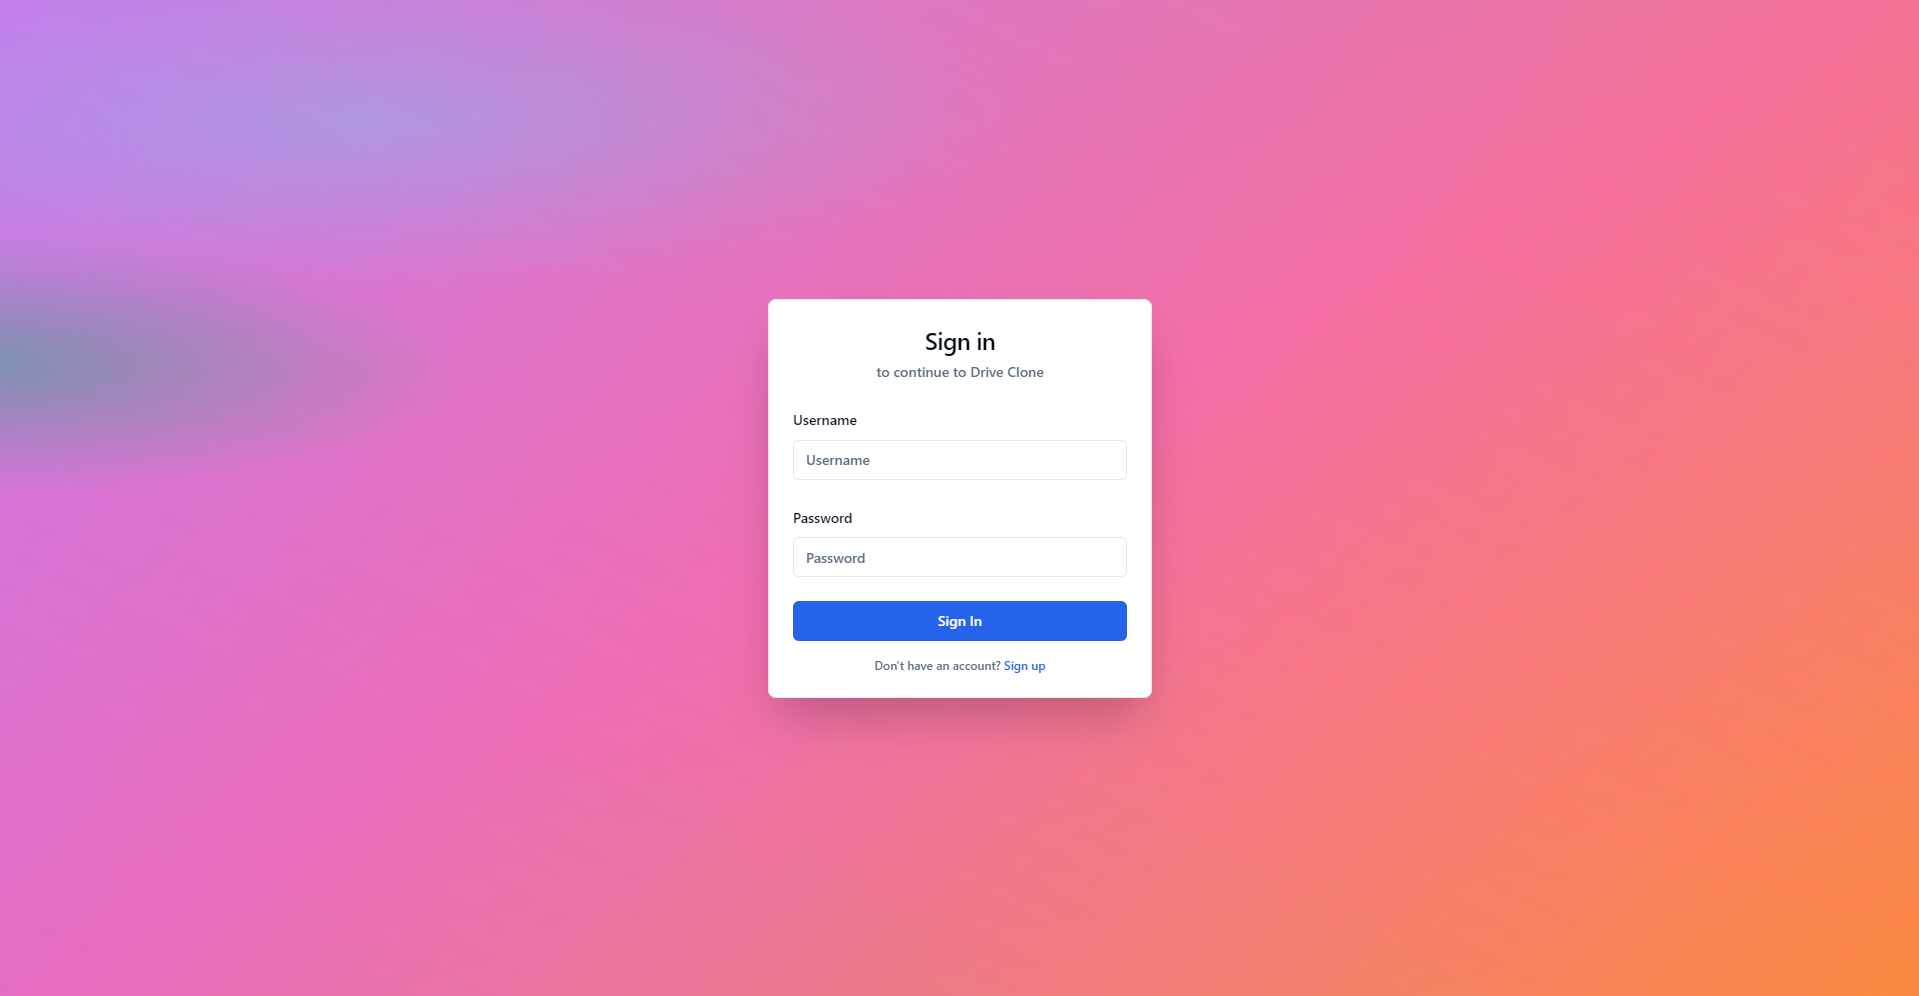 Sign in
to continue to Drive Clone
Username
Username
Password
Password
Sign In
Don't have an account? Sign up